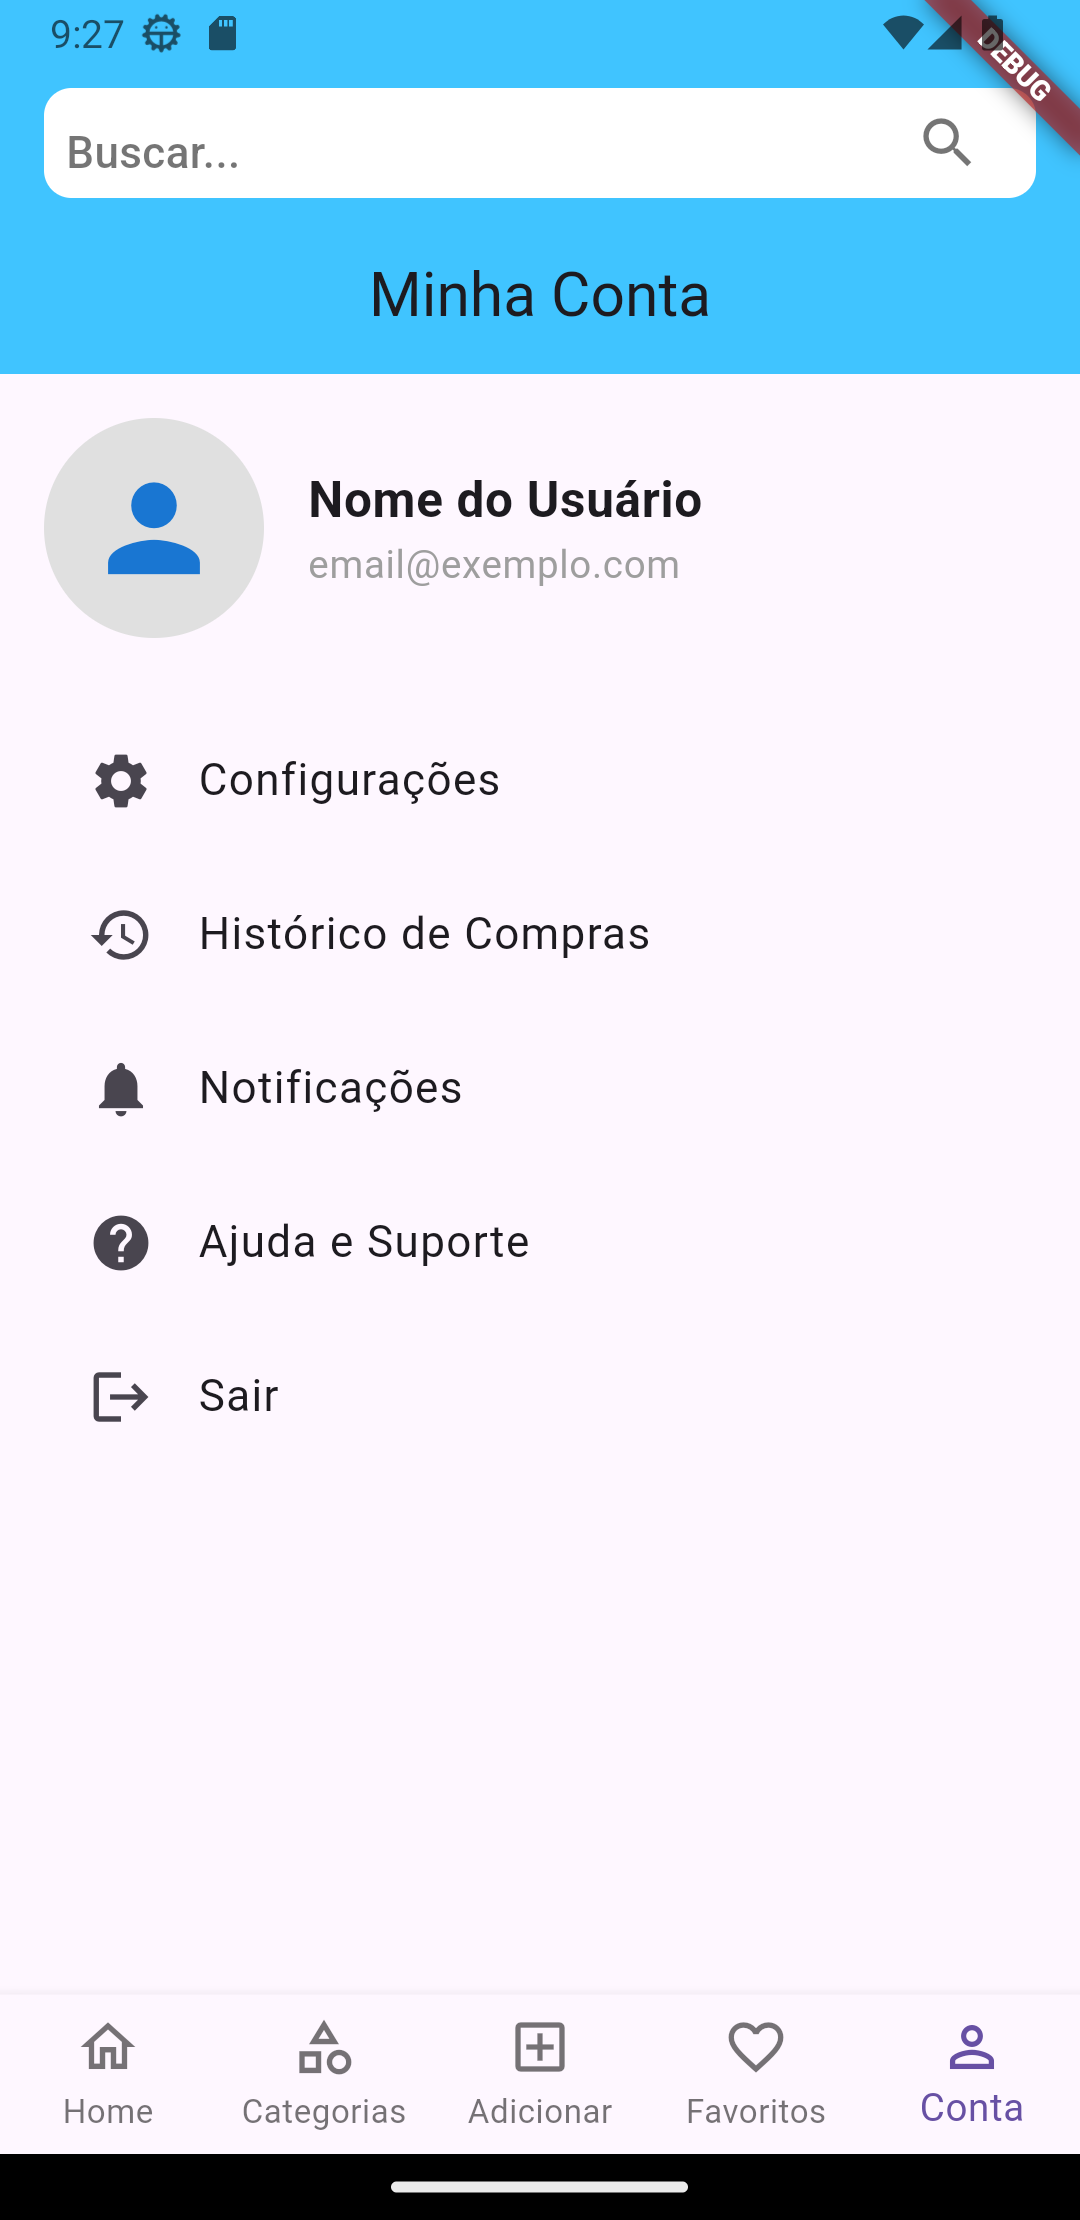 9:27
DEBUG
Buscar...
Minha Conta
Nome do Usuário
email@exemplo.com
Configurações
Histórico de Compras
Notificações
Ajuda e Suporte
Sair
Home
Categorias
Adicionar
Favoritos
Conta